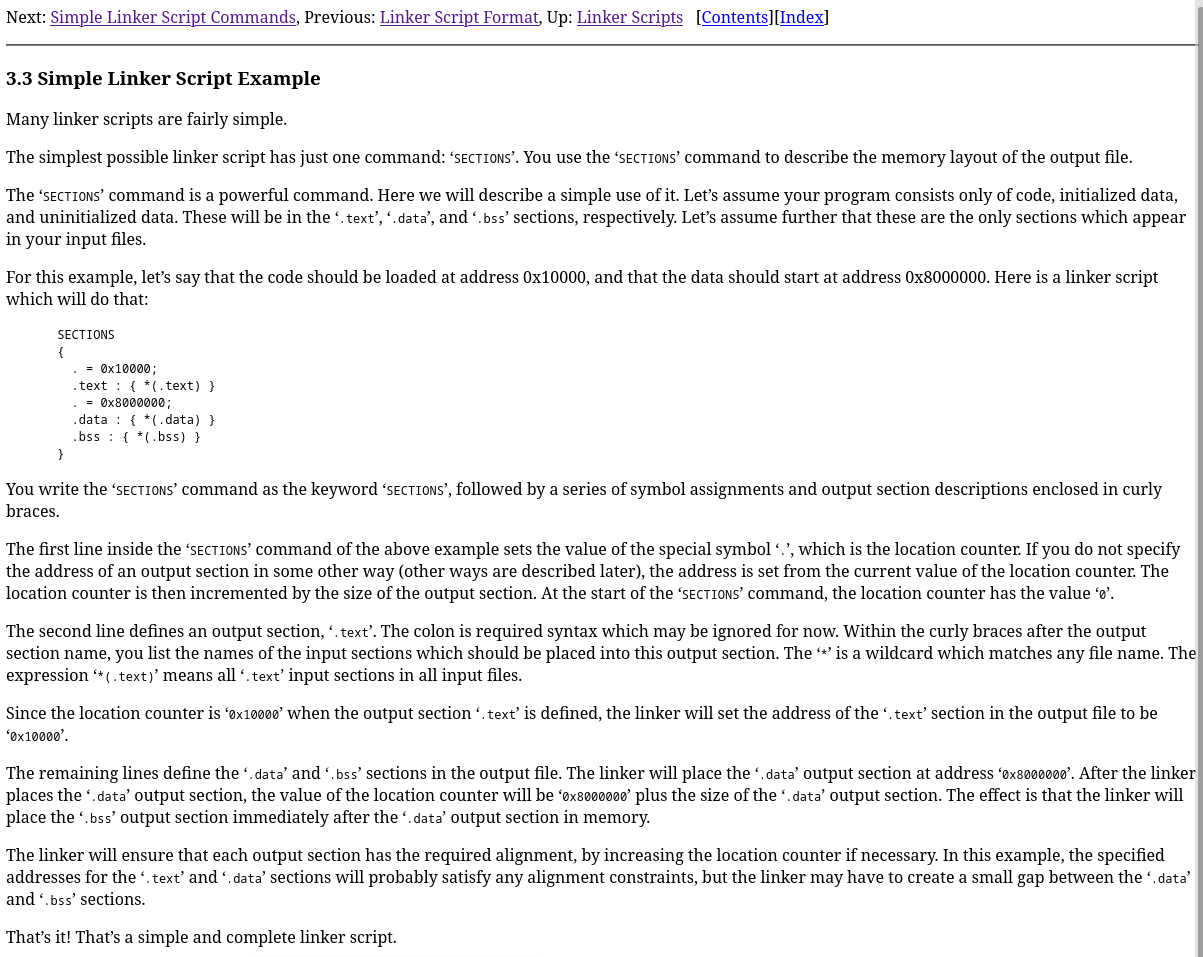 Next: Simple Linker Script Commands, Previous: Linker Script Format, Up: Linker Scripts   [Contents][Index]
3.3 Simple Linker Script Example
Many linker scripts are fairly simple.
The simplest possible linker script has just one command: ‘SECTIONS’. You use the ‘SECTIONS’ command to describe the memory layout of the output file.
The ‘SECTIONS’ command is a powerful command. Here we will describe a simple use of it. Let’s assume your program consists only of code, initialized data,
and uninitialized data. These will be in the ‘.text’, ‘.data’, and ‘.bss’ sections, respectively. Let’s assume further that these are the only sections which appear
in your input files.
For this example, let’s say that the code should be loaded at address 0x10000, and that the data should start at address 0x8000000. Here is a linker script
which will do that:
SECTIONS
{
  . = 0x10000;
  .text : { *(.text) }
  . = 0x8000000;
  .data : { *(.data) }
  .bss : { *(.bss) }
}
You write the ‘SECTIONS’ command as the keyword ‘SECTIONS’, followed by a series of symbol assignments and output section descriptions enclosed in curly
braces.
The first line inside the ‘SECTIONS’ command of the above example sets the value of the special symbol ‘.’, which is the location counter. If you do not specify
the address of an output section in some other way (other ways are described later), the address is set from the current value of the location counter. The
location counter is then incremented by the size of the output section. At the start of the ‘SECTIONS’ command, the location counter has the value ‘0’.
The second line defines an output section, ‘.text’. The colon is required syntax which may be ignored for now. Within the curly braces after the output
section name, you list the names of the input sections which should be placed into this output section. The ‘*’ is a wildcard which matches any file name. The
expression ‘*(.text)’ means all ‘.text’ input sections in all input files.
Since the location counter is ‘0x10000’ when the output section ‘.text’ is defined, the linker will set the address of the ‘.text’ section in the output file to be
‘0x10000’.
The remaining lines define the ‘.data’ and ‘.bss’ sections in the output file. The linker will place the ‘.data’ output section at address ‘0x8000000’. After the linker
places the ‘.data’ output section, the value of the location counter will be ‘0x8000000’ plus the size of the ‘.data’ output section. The effect is that the linker will
place the ‘.bss’ output section immediately after the ‘.data’ output section in memory.
The linker will ensure that each output section has the required alignment, by increasing the location counter if necessary. In this example, the specified
addresses for the ‘.text’ and ‘.data’ sections will probably satisfy any alignment constraints, but the linker may have to create a small gap between the ‘.data’
and ‘.bss’ sections.
That’s it! That’s a simple and complete linker script.